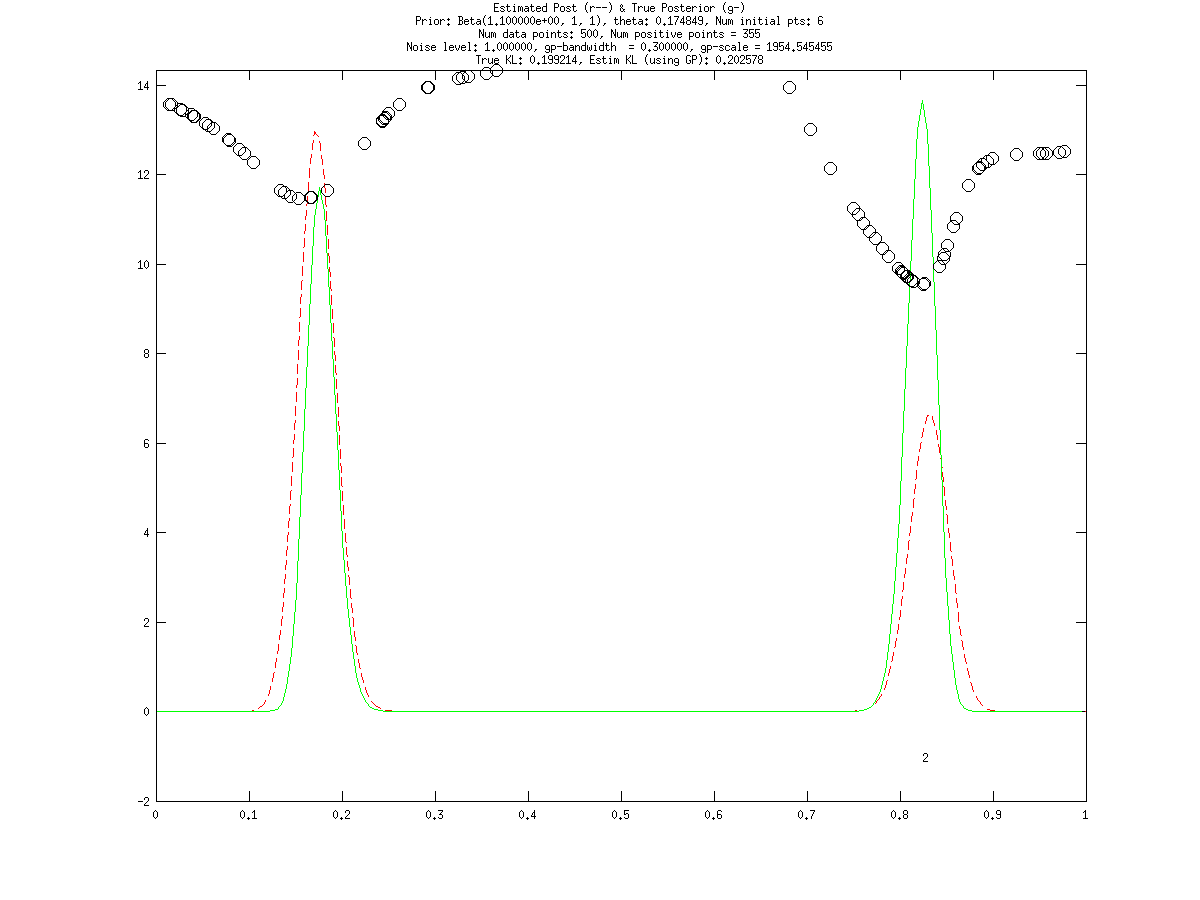 Estimated Post (r--) & True Posterior (g-)
Prior: Beta(1.100000e+00, 1, 1), theta: 0.174849, Num initial pts: 6
Num data points: 500, Num positive points = 355
Noise level: 1.000000, gp-bandwidth  = 0.300000, gp-scale = 1954.545455
True KL: 0.199214, Estim KL (using GP): 0.202578
14
12
10
8
6
4
2
0
2
-2
0 0.1 0.2 0.3 0.4 0.5 0.6 0.7 0.8 0.9 1